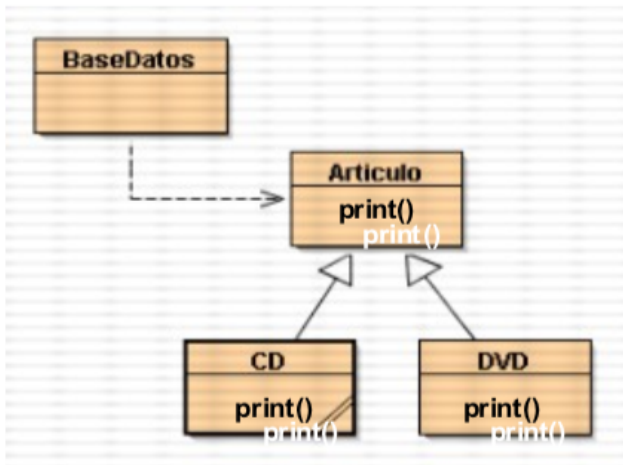 BaseDatos
Articulo
print()
print()
CD
print()
print()
DVD
print()
print()